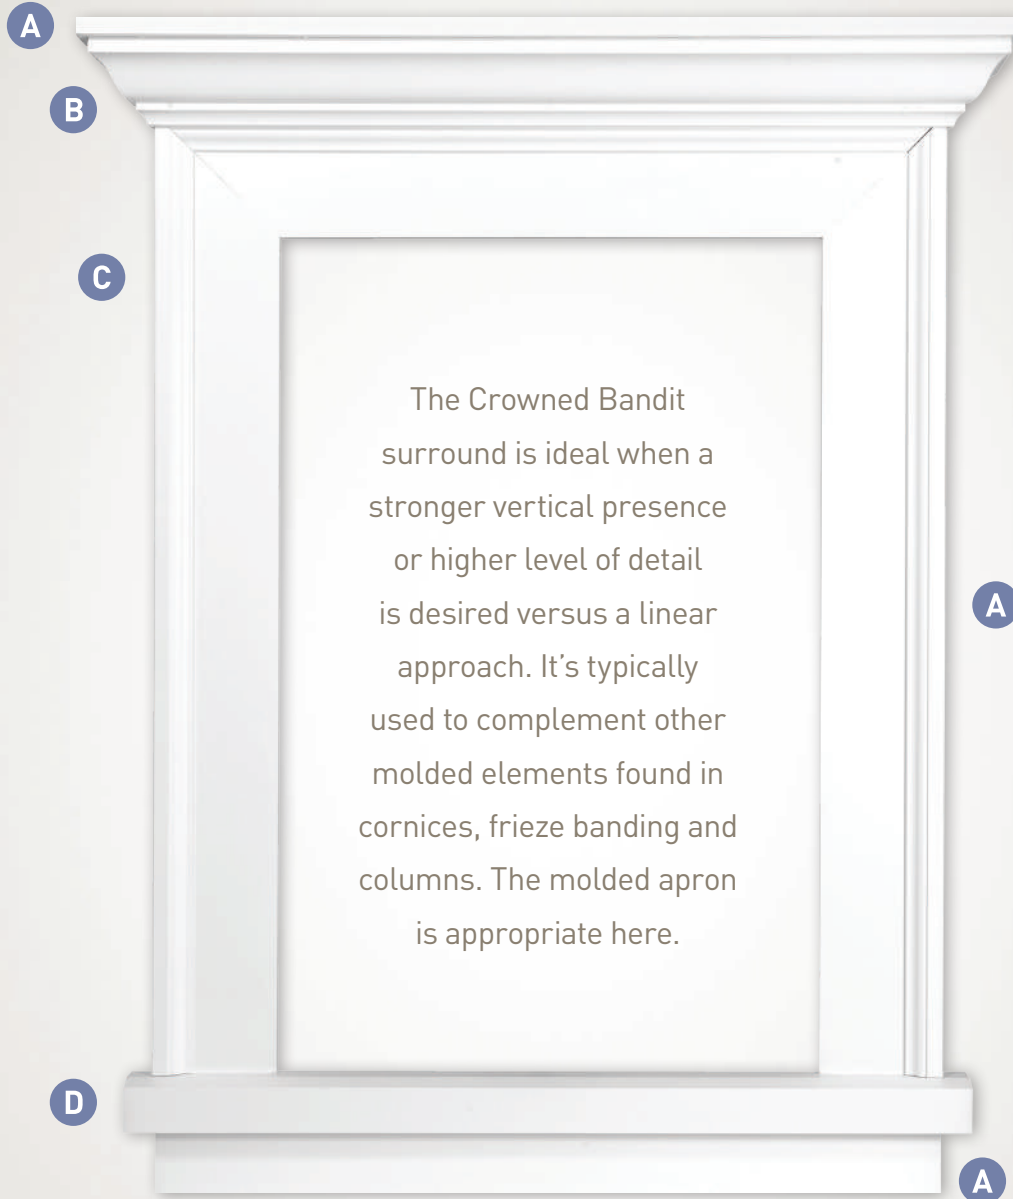 A
B
C
The Crowned Bandit
surround is ideal when a
stronger vertical presence
or higher level of detail
is desired versus a linear
A
approach. It’s typically
used to complement other
molded elements found in
cornices, frieze banding and
columns. The molded apron
is appropriate here.
D
A